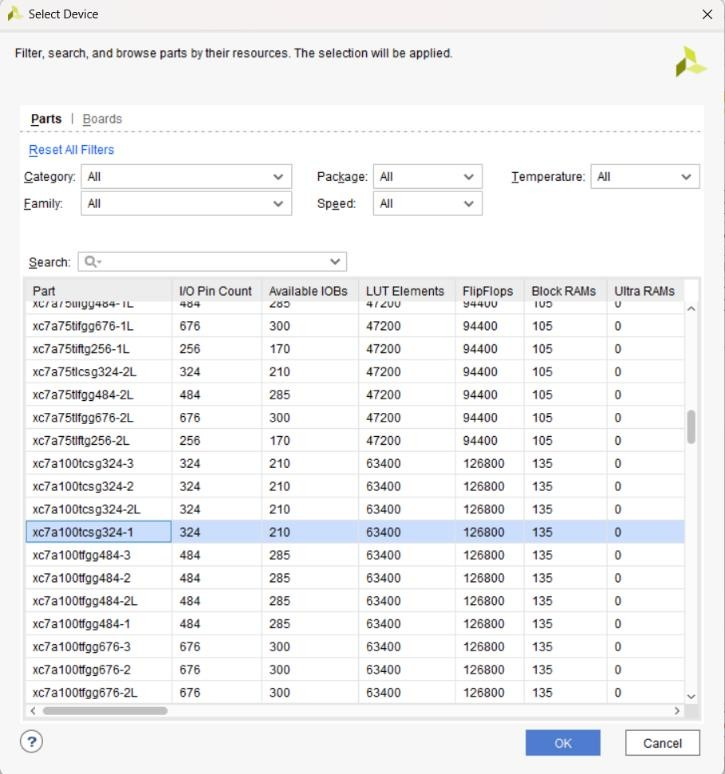 Select Device
Filter, search, and browse parts by their resources. The selection will be applied.
Parts | Boards
Reset All Filters
Category: All Package: All Temperature: All
Family: All Speed: All
Search:
Part I/O Pin Count Available IOBs LUT Elements FlipFlops Block RAMs Ultra RAMs
xc7a75tifgg484-1L 484 285 47200 94400 105 0
xc7a75tifgg676-1L 676 300 47200 94400 105 0
xc7a75tiftg256-1L 256 170 47200 94400 105 0
xc7a75tlcsg324-2L 324 210 47200 94400 105 0
xc7a75tlfgg484-2L 484 285 47200 94400 105 0
xc7a75tlfgg676-2L 676 300 47200 94400 105 0
xc7a75tlftg256-2L 256 170 47200 94400 105 0
xc7a100tcsg324-3 324 210 63400 126800 135 0
xc7a100tcsg324-2 324 210 63400 126800 135 0
xc7a100tcsg324-2L 324 210 63400 126800 135 0
xc7a100tcsg324-1 324 210 63400 126800 135 0
xc7a100tfgg484-3 484 285 63400 126800 135 0
xc7a100tfgg484-2 484 285 63400 126800 135 0
xc7a100tfgg484-2L 484 285 63400 126800 135 0
xc7a100tfgg484-1 484 285 63400 126800 135 0
xc7a100tfgg676-3 676 300 63400 126800 135 0
xc7a100tfgg676-2 676 300 63400 126800 135 0
xc7a100tfgg676-2L 676 300 63400 126800 135 0
? OK Cancel